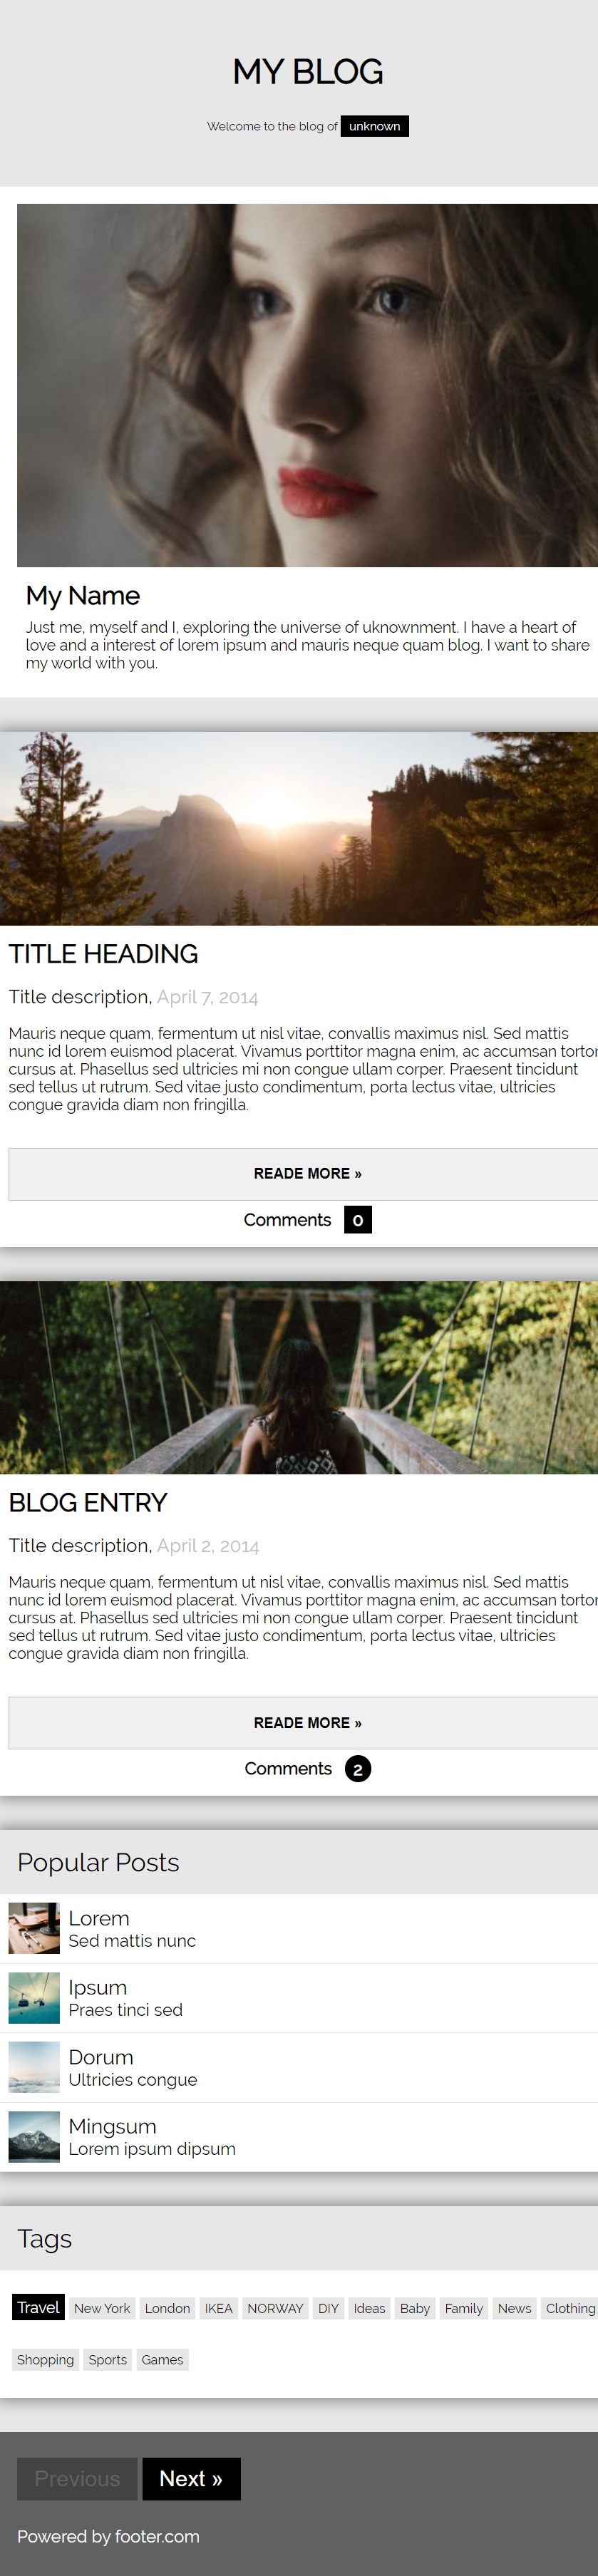 MY BLOG
Welcome to the blog of unknown
My Name
Just me, myself and I, exploring the universe of uknownment. I have a heart of
love and a interest of lorem ipsum and mauris neque quam blog. I want to share
my world with you.
TITLE HEADING
Title description, April 7, 2014
Mauris neque quam, fermentum ut nisl vitae, convallis maximus nisl. Sed mattis
nunc id lorem euismod placerat. Vivamus porttitor magna enim, ac accumsan tortor
cursus at. Phasellus sed ultricies mi non congue ullam corper. Praesent tincidunt
sed tellus ut rutrum. Sed vitae justo condimentum, porta lectus vitae, ultricies
congue gravida diam non fringilla.
READE MORE »
Comments 0
BLOG ENTRY
Title description, April 2, 2014
Mauris neque quam, fermentum ut nisl vitae, convallis maximus nisl. Sed mattis
nunc id lorem euismod placerat. Vivamus porttitor magna enim, ac accumsan tortor
cursus at. Phasellus sed ultricies mi non congue ullam corper. Praesent tincidunt
sed tellus ut rutrum. Sed vitae justo condimentum, porta lectus vitae, ultricies
congue gravida diam non fringilla.
READE MORE »
Comments 2
Popular Posts
Lorem
Sed mattis nunc
Ipsum
Praes tinci sed
Dorum
Ultricies congue
Mingsum
Lorem ipsum dipsum
Tags
Travel New York London IKEA NORWAY DIY Ideas Baby Family News Clothing
Shopping Sports Games
Previous Next »
Powered by footer.com